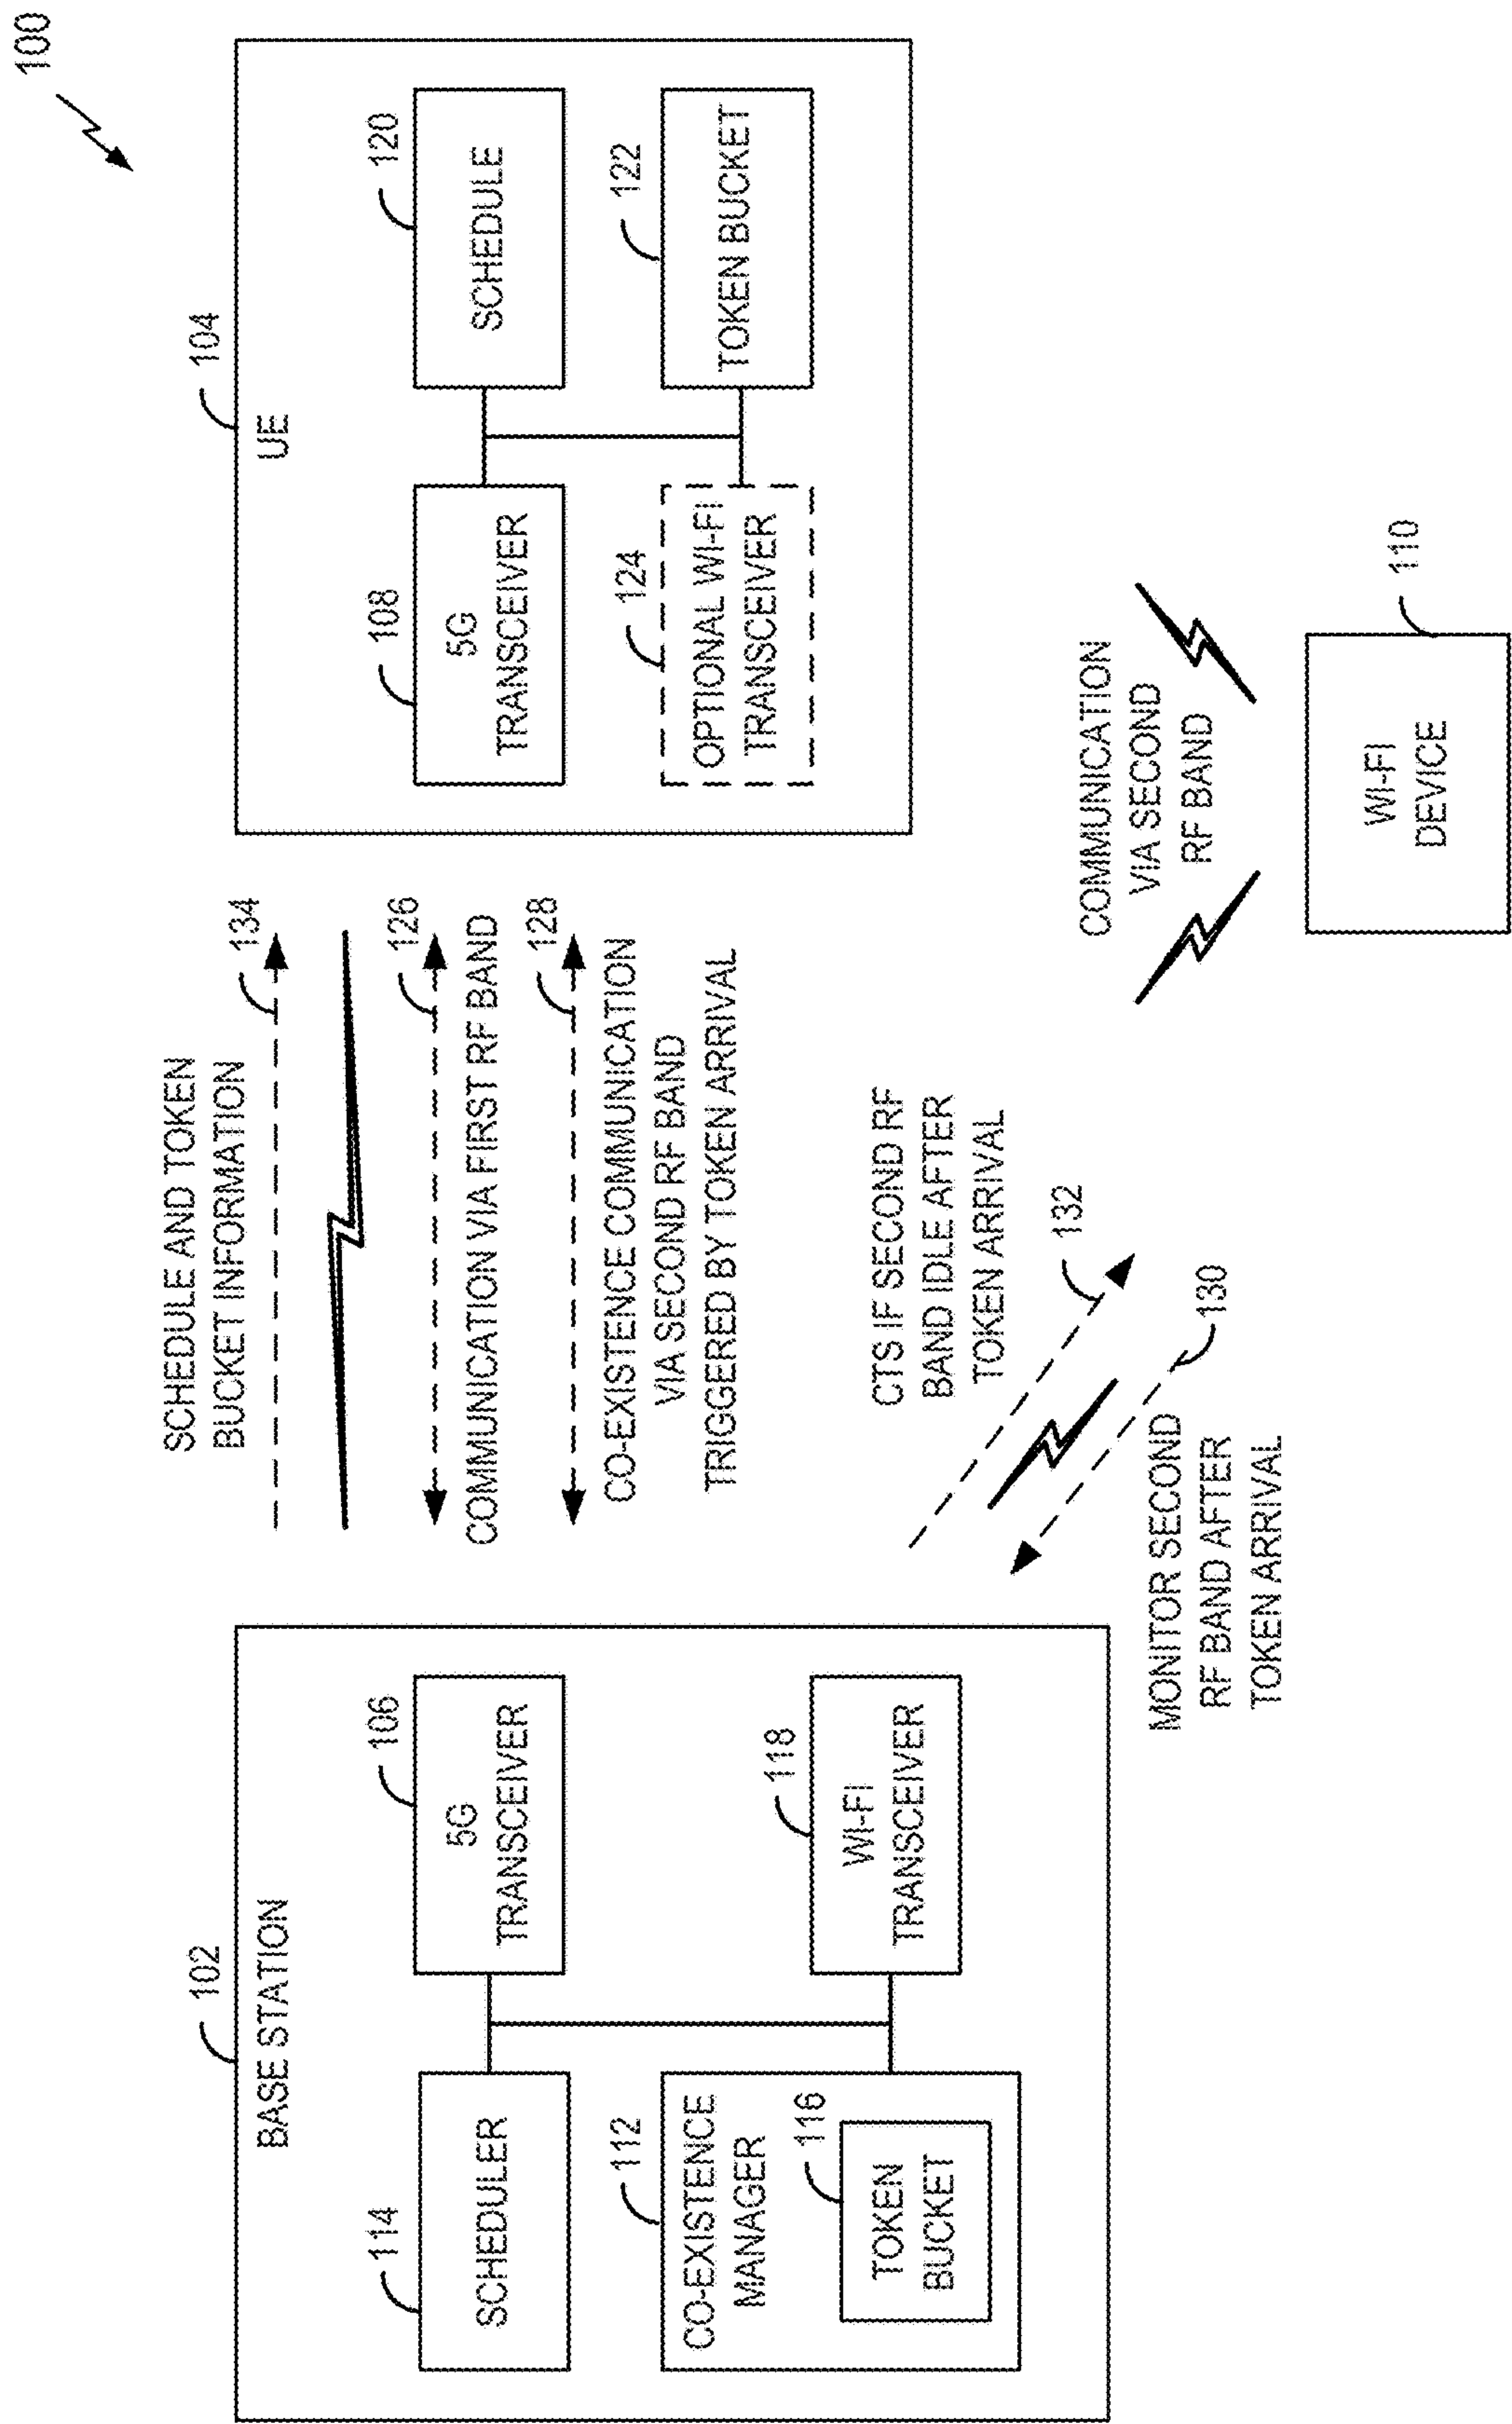 100
102
BASE STATION
114
SCHEDULER
106
5G
TRANSCEIVER
112
CO-EXISTENCE
MANAGER
116
TOKEN
BUCKET
118
WI-FI
TRANSCEIVER
SCHEDULE AND TOKEN
BUCKET INFORMATION
134
126
COMMUNICATION VIA FIRST RF BAND
128
CO-EXISTENCE COMMUNICATION
VIA SECOND RF BAND
TRIGGERED BY TOKEN ARRIVAL
CTS IF SECOND RF
BAND IDLE AFTER
TOKEN ARRIVAL
132
130
MONITOR SECOND
RF BAND AFTER
TOKEN ARRIVAL
104
UE
108
5G
TRANSCEIVER
120
SCHEDULE
124
OPTIONAL WI-FI
TRANSCEIVER
122
TOKEN BUCKET
COMMUNICATION
VIA SECOND
RF BAND
110
WI-FI
DEVICE